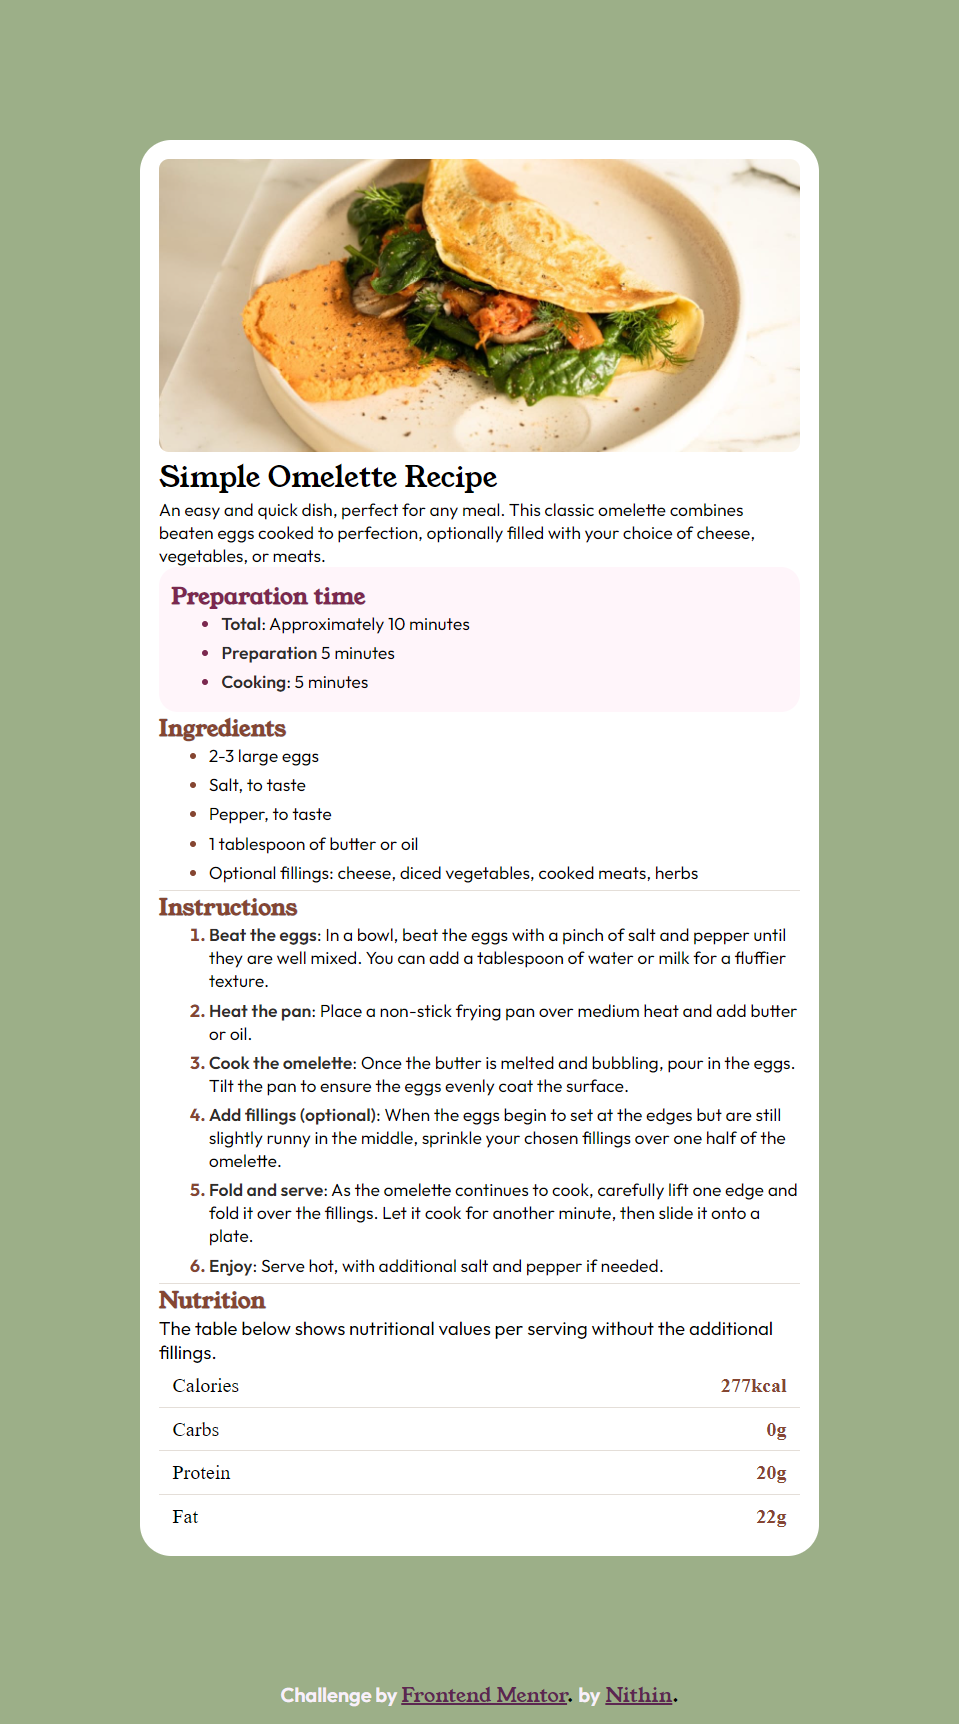 Simple Omelette Recipe
An easy and quick dish, perfect for any meal. This classic omelette combines
beaten eggs cooked to perfection, optionally filled with your choice of cheese,
vegetables, or meats.
Preparation time
• Total: Approximately 10 minutes
• Preparation 5 minutes
• Cooking: 5 minutes
Ingredients
• 2-3 large eggs
• Salt, to taste
• Pepper, to taste
• 1 tablespoon of butter or oil
• Optional fillings: cheese, diced vegetables, cooked meats, herbs
Instructions
1. Beat the eggs: In a bowl, beat the eggs with a pinch of salt and pepper until
they are well mixed. You can add a tablespoon of water or milk for a fluffier
texture.
2. Heat the pan: Place a non-stick frying pan over medium heat and add butter
or oil.
3. Cook the omelette: Once the butter is melted and bubbling, pour in the eggs.
Tilt the pan to ensure the eggs evenly coat the surface.
4. Add fillings (optional): When the eggs begin to set at the edges but are still
slightly runny in the middle, sprinkle your chosen fillings over one half of the
omelette.
5. Fold and serve: As the omelette continues to cook, carefully lift one edge and
fold it over the fillings. Let it cook for another minute, then slide it onto a
plate.
6. Enjoy: Serve hot, with additional salt and pepper if needed.
Nutrition
The table below shows nutritional values per serving without the additional
fillings.
Calories 277kcal
Carbs 0g
Protein 20g
Fat 22g
Challenge by Frontend Mentor. by Nithin.